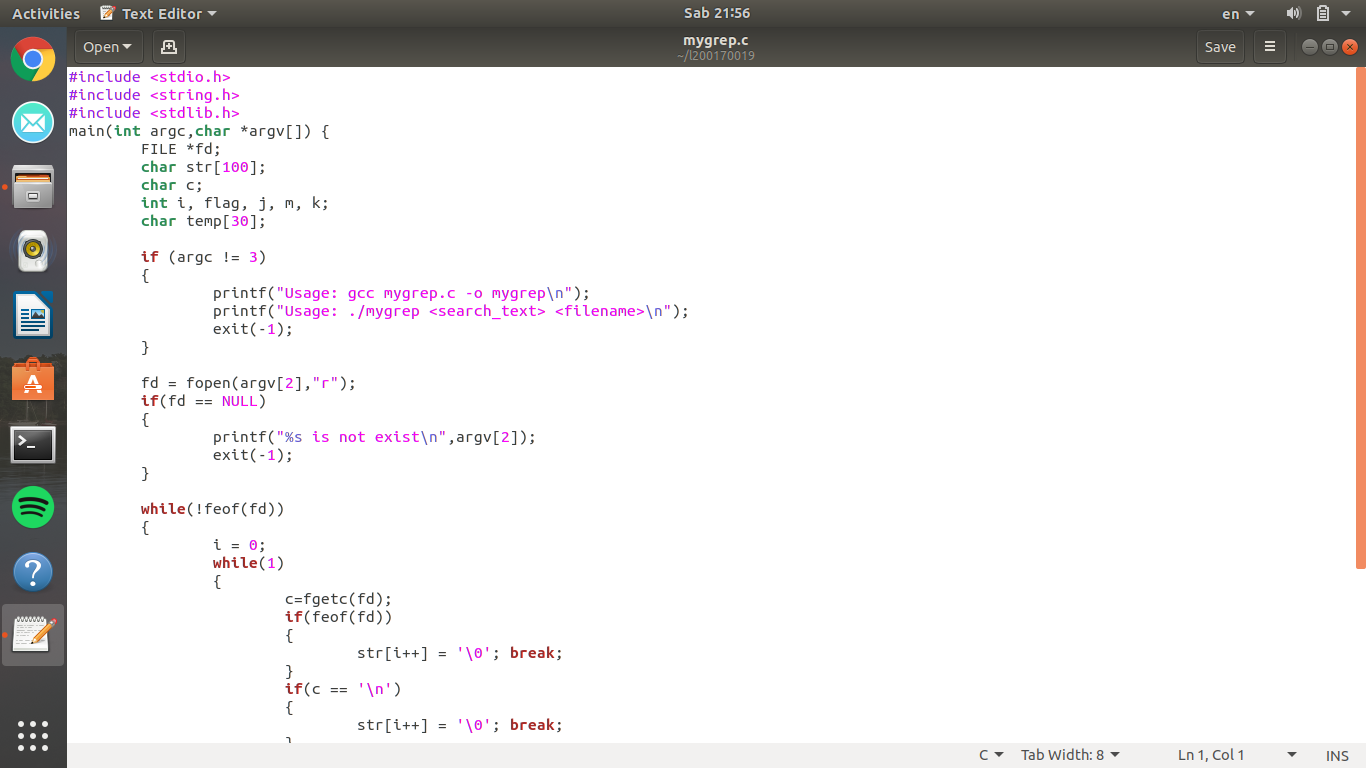 Activities Text Editor Sab 21:56 en
Open mygrep.c Save
~/l200170019
#include <stdio.h>
#include <string.h>
#include <stdlib.h>
main(int argc,char *argv[]) {
        FILE *fd;
        char str[100];
        char c;
        int i, flag, j, m, k;
        char temp[30];

        if (argc != 3)
        {
                printf("Usage: gcc mygrep.c -o mygrep\n");
                printf("Usage: ./mygrep <search_text> <filename>\n");
                exit(-1);
        }

        fd = fopen(argv[2],"r");
        if(fd == NULL)
        {
                printf("%s is not exist\n",argv[2]);
                exit(-1);
        }

        while(!feof(fd))
        {
                i = 0;
                while(1)
                {
                        c=fgetc(fd);
                        if(feof(fd))
                        {
                                str[i++] = '\0'; break;
                        }
                        if(c == '\n')
                        {
                                str[i++] = '\0'; break;
                        }
C Tab Width: 8 Ln 1, Col 1 INS